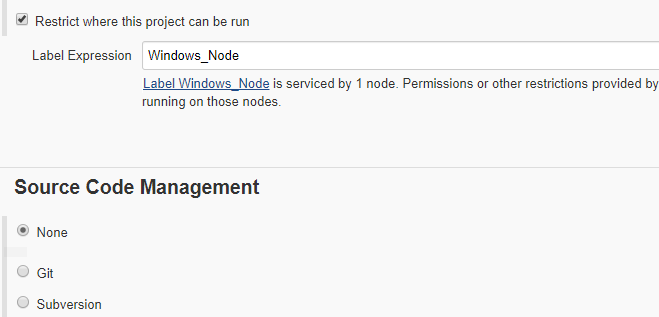 Restrict where this project can be run
Label Expression Windows_Node
Label Windows_Node is serviced by 1 node. Permissions or other restrictions provided by
running on those nodes.
Source Code Management
None
Git
Subversion